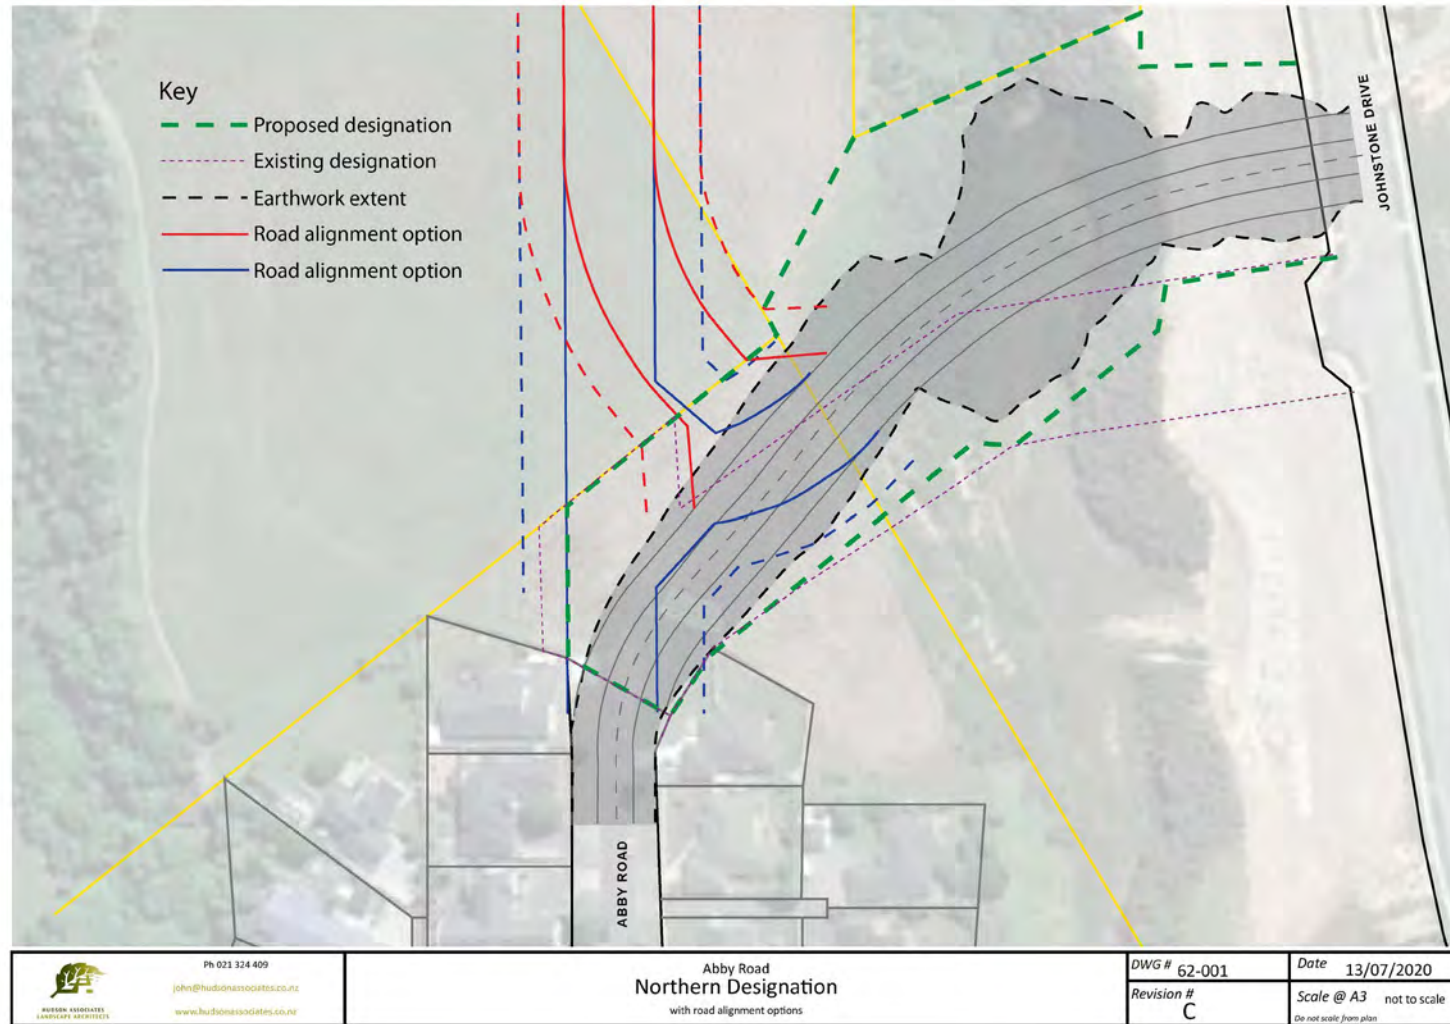 Key
Proposed designation
Existing designation
Earthwork extent
Road alignment option
Road alignment option
JOHNSTONE DRIVE
ABBY ROAD
HUDSON ASSOCIATES
LANDSCAPE ARCHITECTS
Ph 021 324 409
john@hudsonassociates.co.nz
www.hudsonassociates.co.nz
Abby Road
Northern Designation
with road alignment options
DWG # 62-001
Revision #
C
Date 13/07/2020
Scale @ A3 not to scale
Do not scale from plan